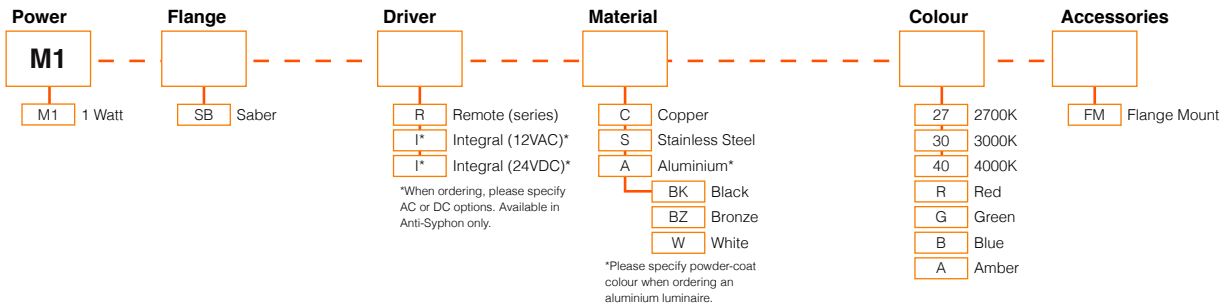 Power
M1
M1 1 Watt
Flange
SB Saber
Driver
R Remote (series)
I* Integral (12VAC)*
I* Integral (24VDC)*
*When ordering, please specify
AC or DC options. Available in
Anti-Syphon only.
Material
C Copper
S Stainless Steel
A Aluminium*
BK Black
BZ Bronze
W White
*Please specify powder-coat
colour when ordering an
aluminium luminaire.
Colour
27 2700K
30 3000K
40 4000K
R Red
G Green
B Blue
A Amber
Accessories
FM Flange Mount